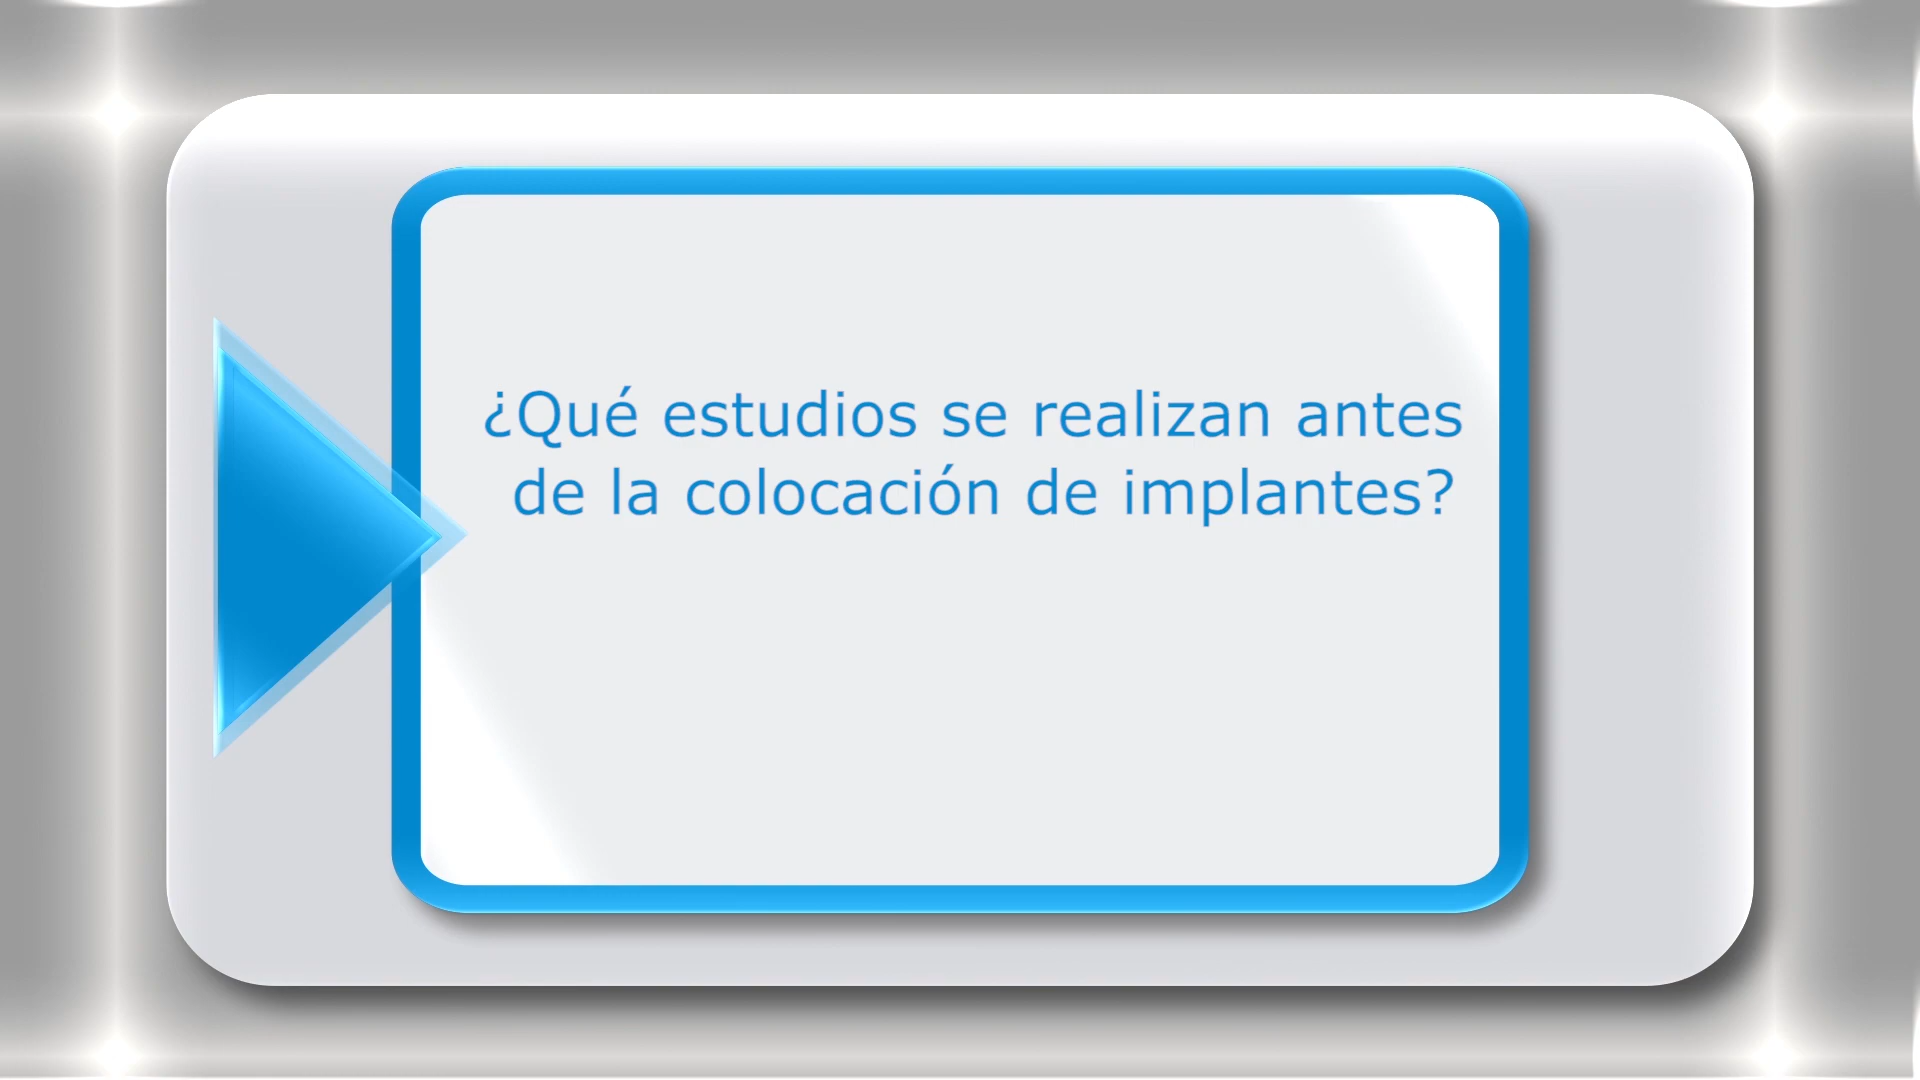 ¿Qué estudios se realizan antes
de la colocación de implantes?